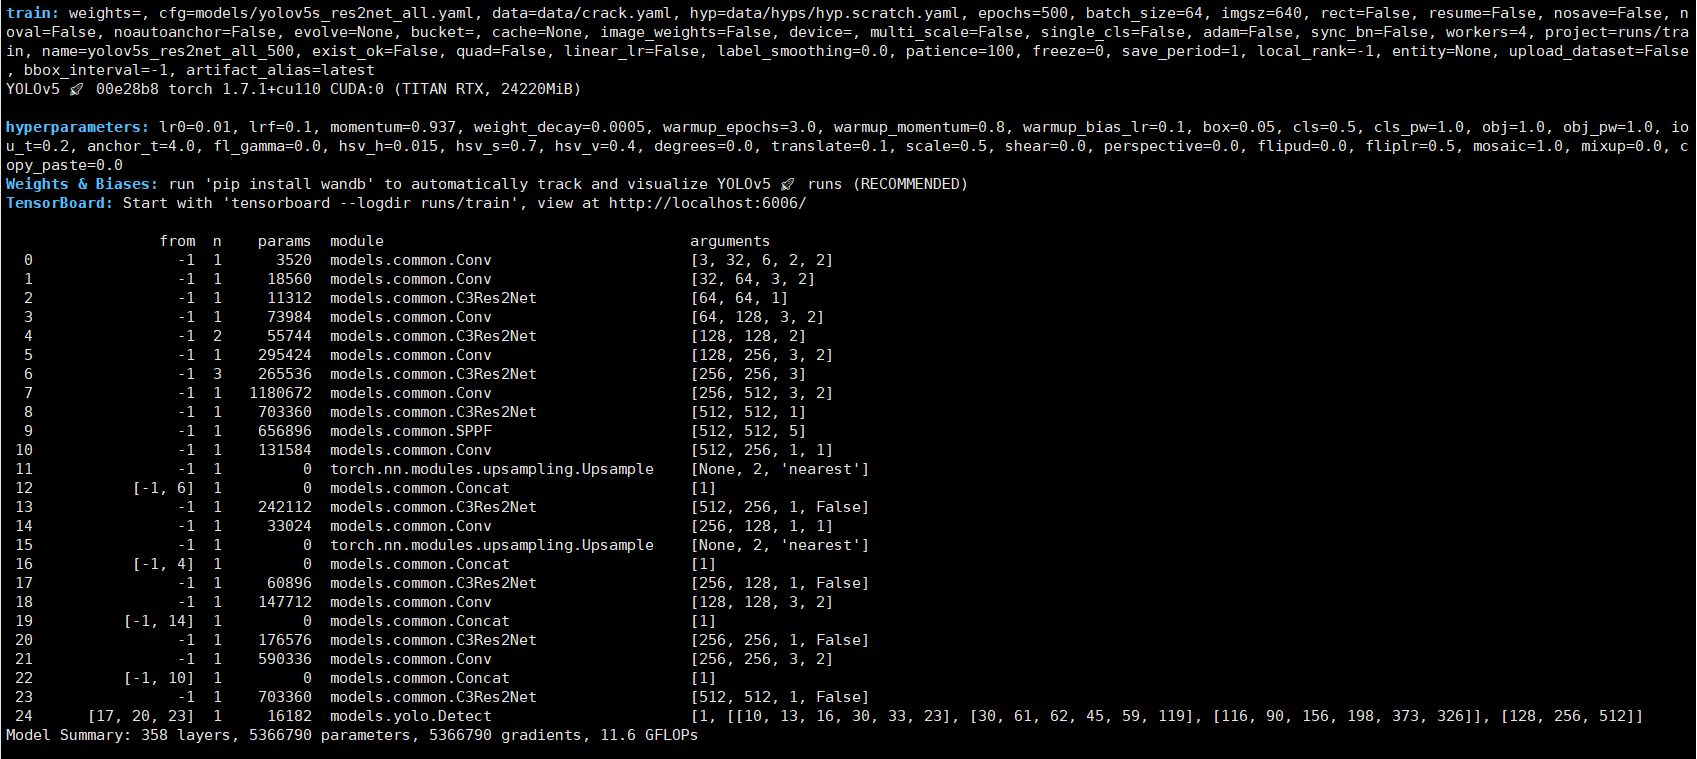 train: weights=, cfg=models/yolov5s_res2net_all.yaml, data=data/crack.yaml, hyp=data/hyps/hyp.scratch.yaml, epochs=500, batch_size=64, imgsz=640, rect=False, resume=False, nosave=False, n
oval=False, noautoanchor=False, evolve=None, bucket=, cache=None, image_weights=False, device=, multi_scale=False, single_cls=False, adam=False, sync_bn=False, workers=4, project=runs/tra
in, name=yolov5s_res2net_all_500, exist_ok=False, quad=False, linear_lr=False, label_smoothing=0.0, patience=100, freeze=0, save_period=1, local_rank=-1, entity=None, upload_dataset=False
, bbox_interval=-1, artifact_alias=latest
YOLOv5 🚀 00e28b8 torch 1.7.1+cu110 CUDA:0 (TITAN RTX, 24220MiB)
hyperparameters: lr0=0.01, lrf=0.1, momentum=0.937, weight_decay=0.0005, warmup_epochs=3.0, warmup_momentum=0.8, warmup_bias_lr=0.1, box=0.05, cls=0.5, cls_pw=1.0, obj=1.0, obj_pw=1.0, io
u_t=0.2, anchor_t=4.0, fl_gamma=0.0, hsv_h=0.015, hsv_s=0.7, hsv_v=0.4, degrees=0.0, translate=0.1, scale=0.5, shear=0.0, perspective=0.0, flipud=0.0, fliplr=0.5, mosaic=1.0, mixup=0.0, c
opy_paste=0.0
Weights & Biases: run 'pip install wandb' to automatically track and visualize YOLOv5 🚀 runs (RECOMMENDED)
TensorBoard: Start with 'tensorboard --logdir runs/train', view at http://localhost:6006/
from n params module arguments
0 -1 1 3520 models.common.Conv [3, 32, 6, 2, 2]
1 -1 1 18560 models.common.Conv [32, 64, 3, 2]
2 -1 1 11312 models.common.C3Res2Net [64, 64, 1]
3 -1 1 73984 models.common.Conv [64, 128, 3, 2]
4 -1 2 55744 models.common.C3Res2Net [128, 128, 2]
5 -1 1 295424 models.common.Conv [128, 256, 3, 2]
6 -1 3 265536 models.common.C3Res2Net [256, 256, 3]
7 -1 1 1180672 models.common.Conv [256, 512, 3, 2]
8 -1 1 703360 models.common.C3Res2Net [512, 512, 1]
9 -1 1 656896 models.common.SPPF [512, 512, 5]
10 -1 1 131584 models.common.Conv [512, 256, 1, 1]
11 -1 1 0 torch.nn.modules.upsampling.Upsample [None, 2, 'nearest']
12 [-1, 6] 1 0 models.common.Concat [1]
13 -1 1 242112 models.common.C3Res2Net [512, 256, 1, False]
14 -1 1 33024 models.common.Conv [256, 128, 1, 1]
15 -1 1 0 torch.nn.modules.upsampling.Upsample [None, 2, 'nearest']
16 [-1, 4] 1 0 models.common.Concat [1]
17 -1 1 60896 models.common.C3Res2Net [256, 128, 1, False]
18 -1 1 147712 models.common.Conv [128, 128, 3, 2]
19 [-1, 14] 1 0 models.common.Concat [1]
20 -1 1 176576 models.common.C3Res2Net [256, 256, 1, False]
21 -1 1 590336 models.common.Conv [256, 256, 3, 2]
22 [-1, 10] 1 0 models.common.Concat [1]
23 -1 1 703360 models.common.C3Res2Net [512, 512, 1, False]
24 [17, 20, 23] 1 16182 models.yolo.Detect [1, [[10, 13, 16, 30, 33, 23], [30, 61, 62, 45, 59, 119], [116, 90, 156, 198, 373, 326]], [128, 256, 512]]
Model Summary: 358 layers, 5366790 parameters, 5366790 gradients, 11.6 GFLOPs